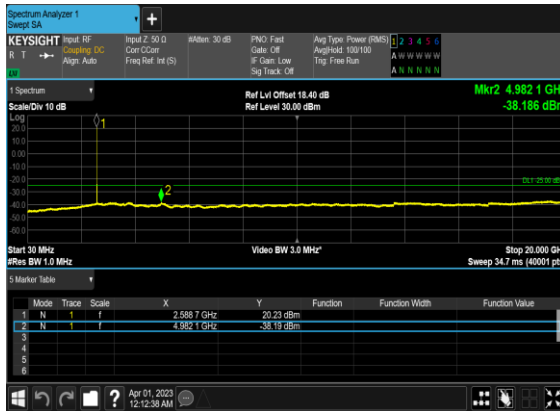 Spectrum Analyzer 1
Swept SA
KEYSIGHT Input: RF Input Z: 50 Ω #Atten: 30 dB PNO: Fast Avg Type: Power (RMS) 1 2 3 4 5 6
R T Coupling: DC Corr CCorr Gate: Off Avg|Hold: 100/100 A W W W W W
Align: Auto Freq Ref: Int (S) IF Gain: Low Trig: Free Run
Sig Track: Off A N N N N N
1 Spectrum
Ref Lvl Offset 18.40 dB
Mkr2 4.982 1 GH
Scale/Div 10 dB Ref Level 30.00 dBm -38.186 dBm
Log
1
20.0
10.0
0.00
-10.0
-20.0
DL1 -25.00 dB
-30.0
2
-40.0
-50.0
-60.0
Start 30 MHz Video BW 3.0 MHz* Stop 20.000 GH
#Res BW 1.0 MHz Sweep 34.7 ms (40001 pt
5 Marker Table
Mode Trace Scale X Y Function Function Width Function Value
1 N 1 f 2.588 7 GHz 20.23 dBm
2 N 1 f 4.982 1 GHz -38.19 dBm
3
4
5
6
? Apr 01, 2023
12:12:38 AM